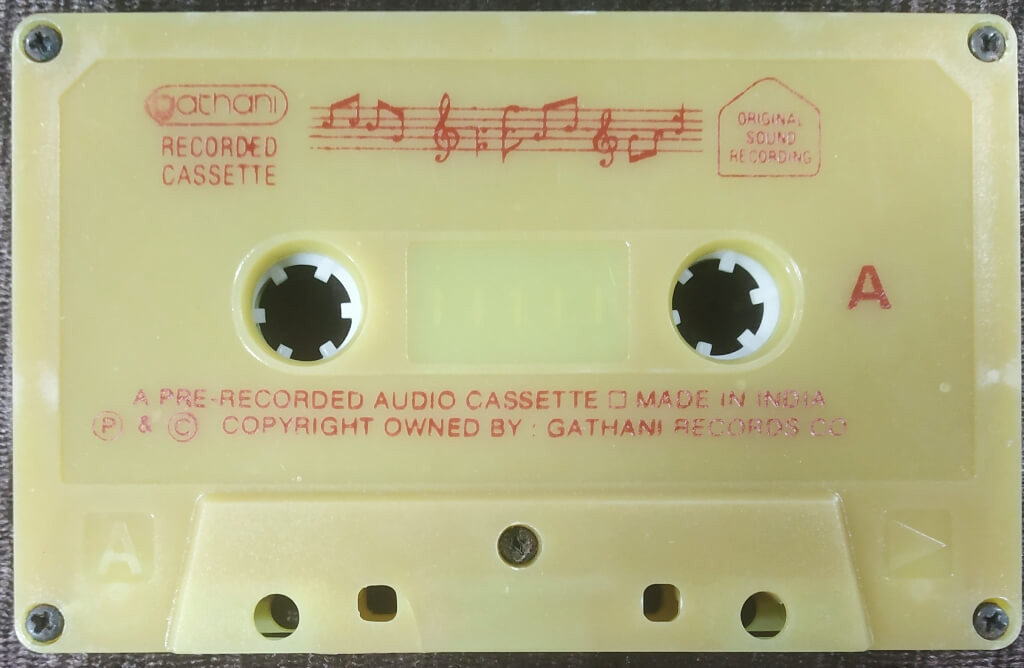 Gathani
RECORDED
CASSETTE
ORIGINAL
SOUND
RECORDING
A
A PRE-RECORDED AUDIO CASSETTE □ MADE IN INDIA
Ⓟ & © COPYRIGHT OWNED BY : GATHANI RECORDS CO
A